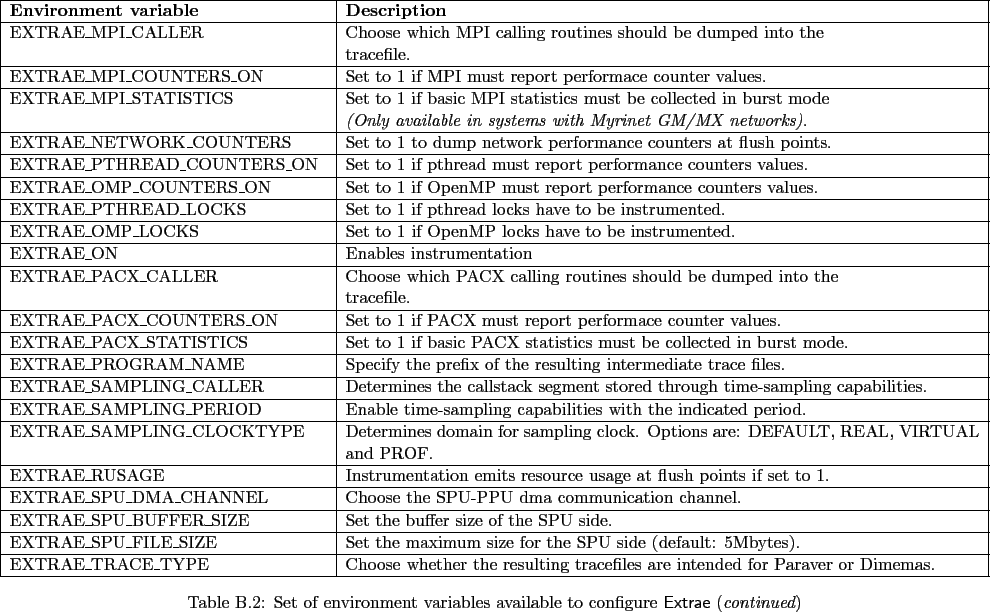 Environment variable Description
EXTRAE_MPI_CALLER Choose which MPI calling routines should be dumped into the
tracefile.
EXTRAE_MPI_COUNTERS_ON Set to 1 if MPI must report performace counter values.
EXTRAE_MPI_STATISTICS Set to 1 if basic MPI statistics must be collected in burst mode
(Only available in systems with Myrinet GM/MX networks).
EXTRAE_NETWORK_COUNTERS Set to 1 to dump network performance counters at flush points.
EXTRAE_PTHREAD_COUNTERS_ON Set to 1 if pthread must report performance counters values.
EXTRAE_OMP_COUNTERS_ON Set to 1 if OpenMP must report performance counters values.
EXTRAE_PTHREAD_LOCKS Set to 1 if pthread locks have to be instrumented.
EXTRAE_OMP_LOCKS Set to 1 if OpenMP locks have to be instrumented.
EXTRAE_ON Enables instrumentation
EXTRAE_PACX_CALLER Choose which PACX calling routines should be dumped into the
tracefile.
EXTRAE_PACX_COUNTERS_ON Set to 1 if PACX must report performace counter values.
EXTRAE_PACX_STATISTICS Set to 1 if basic PACX statistics must be collected in burst mode.
EXTRAE_PROGRAM_NAME Specify the prefix of the resulting intermediate trace files.
EXTRAE_SAMPLING_CALLER Determines the callstack segment stored through time-sampling capabilities.
EXTRAE_SAMPLING_PERIOD Enable time-sampling capabilities with the indicated period.
EXTRAE_SAMPLING_CLOCKTYPE Determines domain for sampling clock. Options are: DEFAULT, REAL, VIRTUAL
and PROF.
EXTRAE_RUSAGE Instrumentation emits resource usage at flush points if set to 1.
EXTRAE_SPU_DMA_CHANNEL Choose the SPU-PPU dma communication channel.
EXTRAE_SPU_BUFFER_SIZE Set the buffer size of the SPU side.
EXTRAE_SPU_FILE_SIZE Set the maximum size for the SPU side (default: 5Mbytes).
EXTRAE_TRACE_TYPE Choose whether the resulting tracefiles are intended for Paraver or Dimemas.
Table B.2: Set of environment variables available to configure Extrae (continued)